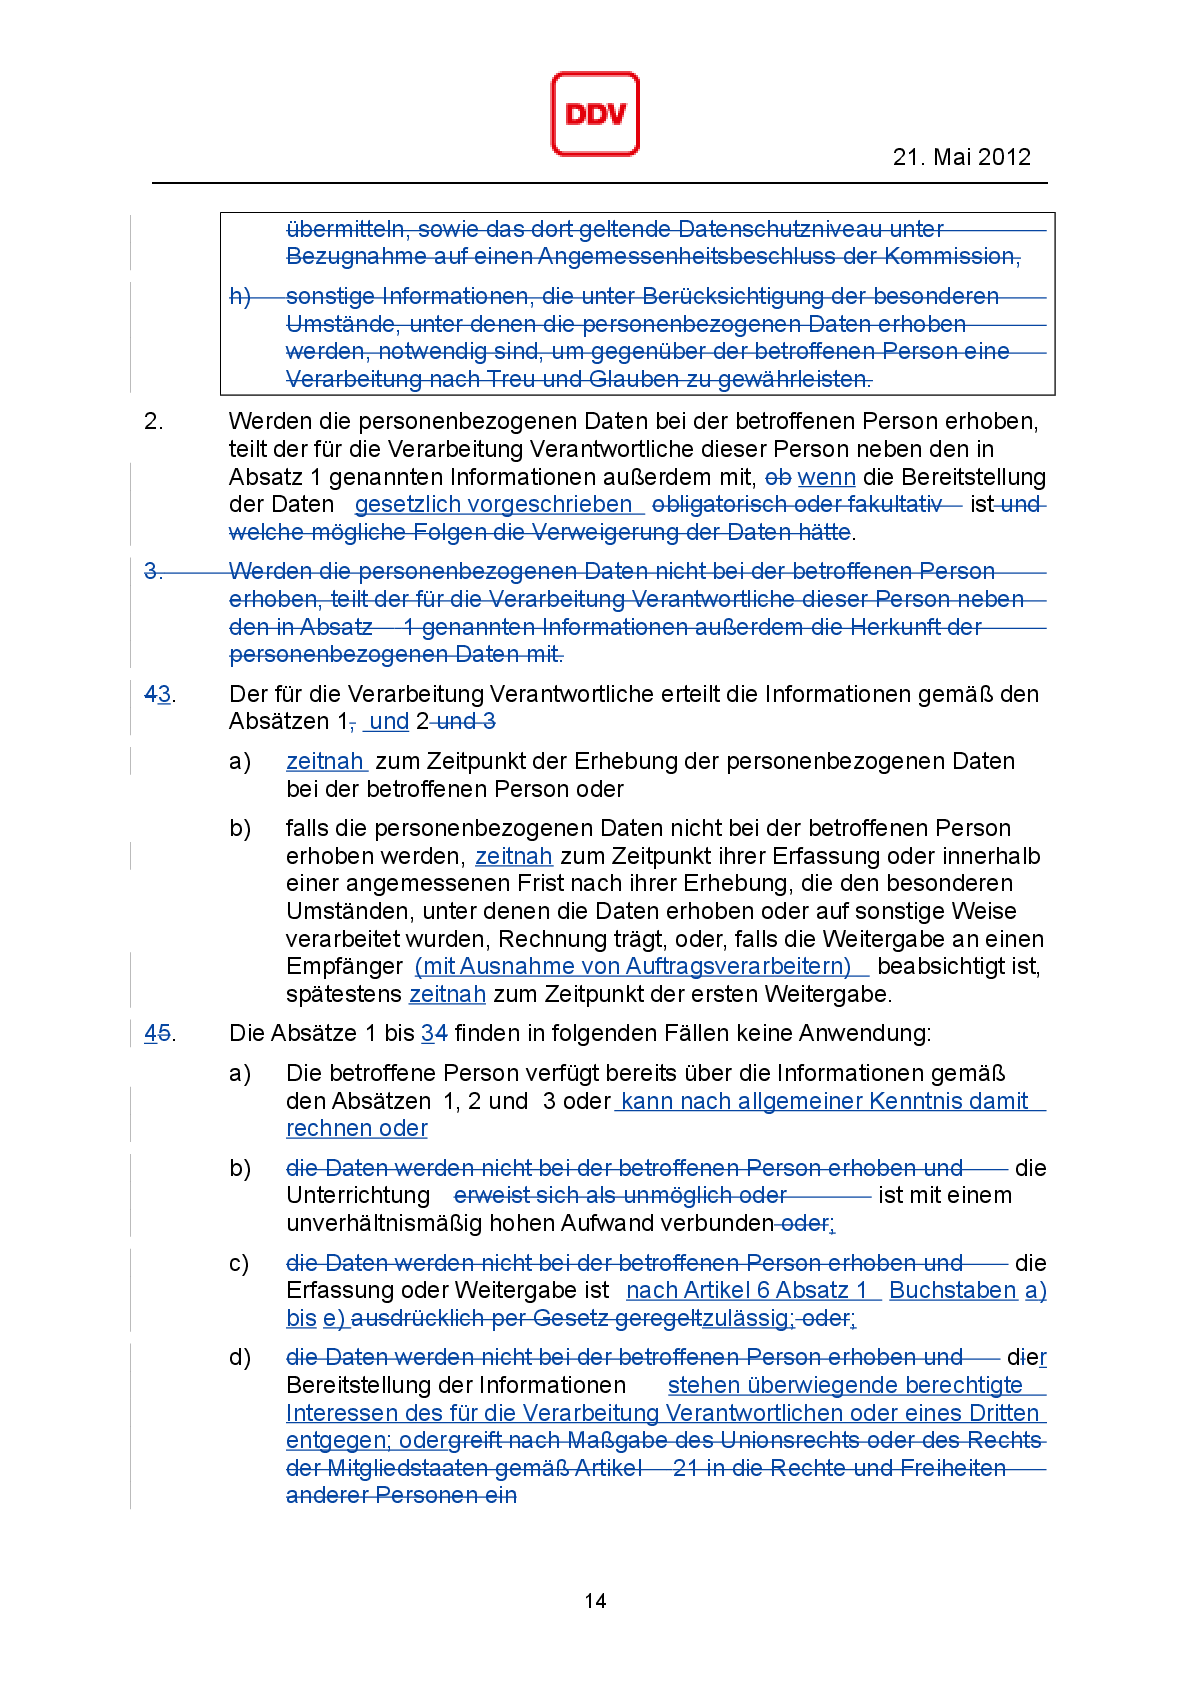 DDV
21. Mai 2012
übermitteln, sowie das dort geltende Datenschutzniveau unter
Bezugnahme auf einen Angemessenheitsbeschluss der Kommission,
h) sonstige Informationen, die unter Berücksichtigung der besonderen
Umstände, unter denen die personenbezogenen Daten erhoben
werden, notwendig sind, um gegenüber der betroffenen Person eine
Verarbeitung nach Treu und Glauben zu gewährleisten.
2. Werden die personenbezogenen Daten bei der betroffenen Person erhoben,
teilt der für die Verarbeitung Verantwortliche dieser Person neben den in
Absatz 1 genannten Informationen außerdem mit, ob wenn die Bereitstellung
der Daten gesetzlich vorgeschrieben obligatorisch oder fakultativ ist und
welche mögliche Folgen die Verweigerung der Daten hätte.
3. Werden die personenbezogenen Daten nicht bei der betroffenen Person
erhoben, teilt der für die Verarbeitung Verantwortliche dieser Person neben
den in Absatz 1 genannten Informationen außerdem die Herkunft der
personenbezogenen Daten mit.
43. Der für die Verarbeitung Verantwortliche erteilt die Informationen gemäß den
Absätzen 1, und 2 und 3
a) zeitnah zum Zeitpunkt der Erhebung der personenbezogenen Daten
bei der betroffenen Person oder
b) falls die personenbezogenen Daten nicht bei der betroffenen Person
erhoben werden, zeitnah zum Zeitpunkt ihrer Erfassung oder innerhalb
einer angemessenen Frist nach ihrer Erhebung, die den besonderen
Umständen, unter denen die Daten erhoben oder auf sonstige Weise
verarbeitet wurden, Rechnung trägt, oder, falls die Weitergabe an einen
Empfänger (mit Ausnahme von Auftragsverarbeitern) beabsichtigt ist,
spätestens zeitnah zum Zeitpunkt der ersten Weitergabe.
45. Die Absätze 1 bis 34 finden in folgenden Fällen keine Anwendung:
a) Die betroffene Person verfügt bereits über die Informationen gemäß
den Absätzen 1, 2 und 3 oder kann nach allgemeiner Kenntnis damit
rechnen oder
b) die Daten werden nicht bei der betroffenen Person erhoben und die
Unterrichtung erweist sich als unmöglich oder ist mit einem
unverhältnismäßig hohen Aufwand verbunden oder;
c) die Daten werden nicht bei der betroffenen Person erhoben und die
Erfassung oder Weitergabe ist nach Artikel 6 Absatz 1 Buchstaben a)
bis e) ausdrücklich per Gesetz geregeltzulässig; oder;
d) die Daten werden nicht bei der betroffenen Person erhoben und dier
Bereitstellung der Informationen stehen überwiegende berechtigte
Interessen des für die Verarbeitung Verantwortlichen oder eines Dritten
entgegen; odergreift nach Maßgabe des Unionsrechts oder des Rechts
der Mitgliedstaaten gemäß Artikel 21 in die Rechte und Freiheiten
anderer Personen ein
14